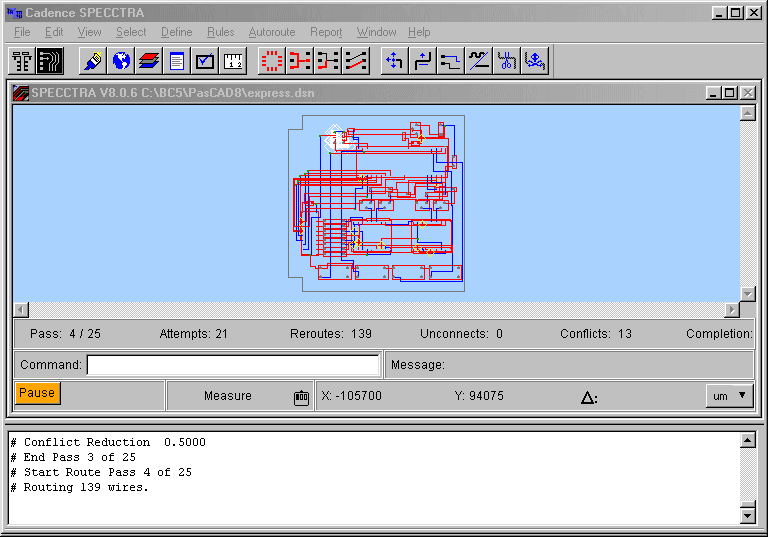 Cadence SPECCTRA
File Edit View Select Define Rules Autoroute Report Window Help
SPECCTRA V8.0.6 C:\BC5\PasCAD8\express.dsn
Pass: 4 / 25 Attempts: 21 Reroutes: 139 Unconnects: 0 Conflicts: 13 Completion:
Command: Message:
Pause Measure X: -105700 Y: 94075 Δ: um
# Conflict Reduction 0.5000
# End Pass 3 of 25
# Start Route Pass 4 of 25
# Routing 139 wires.